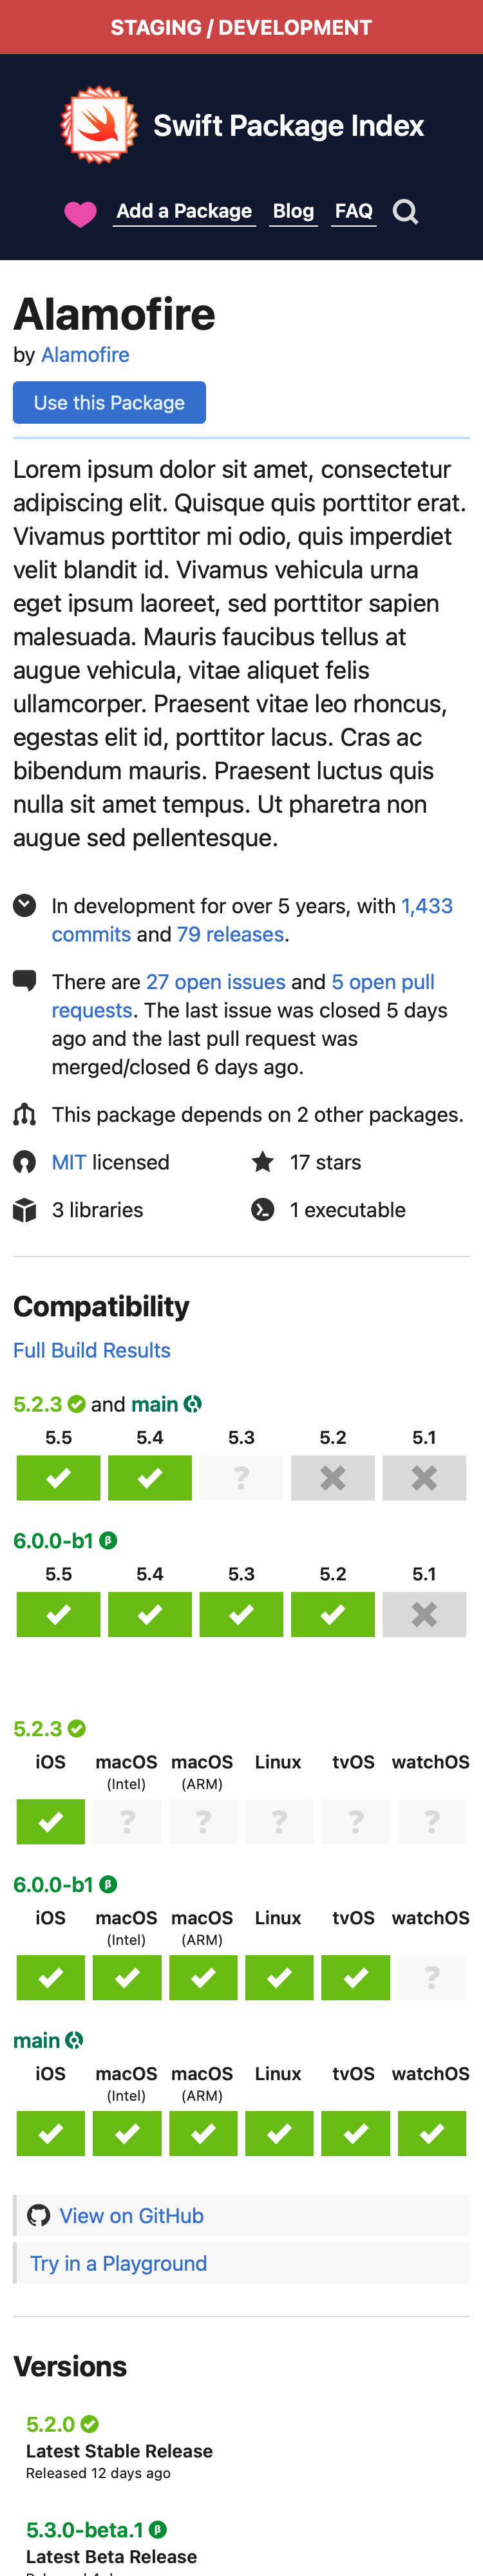 STAGING / DEVELOPMENT
Swift Package Index
Add a Package Blog FAQ
Alamofire
by Alamofire
Use this Package
Lorem ipsum dolor sit amet, consectetur
adipiscing elit. Quisque quis porttitor erat.
Vivamus porttitor mi odio, quis imperdiet
velit blandit id. Vivamus vehicula urna
eget ipsum laoreet, sed porttitor sapien
malesuada. Mauris faucibus tellus at
augue vehicula, vitae aliquet felis
ullamcorper. Praesent vitae leo rhoncus,
egestas elit id, porttitor lacus. Cras ac
bibendum mauris. Praesent luctus quis
nulla sit amet tempus. Ut pharetra non
augue sed pellentesque.
In development for over 5 years, with 1,433
commits and 79 releases.
There are 27 open issues and 5 open pull
requests. The last issue was closed 5 days
ago and the last pull request was
merged/closed 6 days ago.
This package depends on 2 other packages.
MIT licensed 17 stars
3 libraries 1 executable
Compatibility
Full Build Results
5.2.3 and main
5.5 5.4 5.3 5.2 5.1
?
6.0.0-b1 β
5.5 5.4 5.3 5.2 5.1
5.2.3
iOS macOS macOS Linux tvOS watchOS
(Intel) (ARM)
? ? ? ? ?
6.0.0-b1 β
iOS macOS macOS Linux tvOS watchOS
(Intel) (ARM)
?
main
iOS macOS macOS Linux tvOS watchOS
(Intel) (ARM)
View on GitHub
Try in a Playground
Versions
5.2.0
Latest Stable Release
Released 12 days ago
5.3.0-beta.1 β
Latest Beta Release